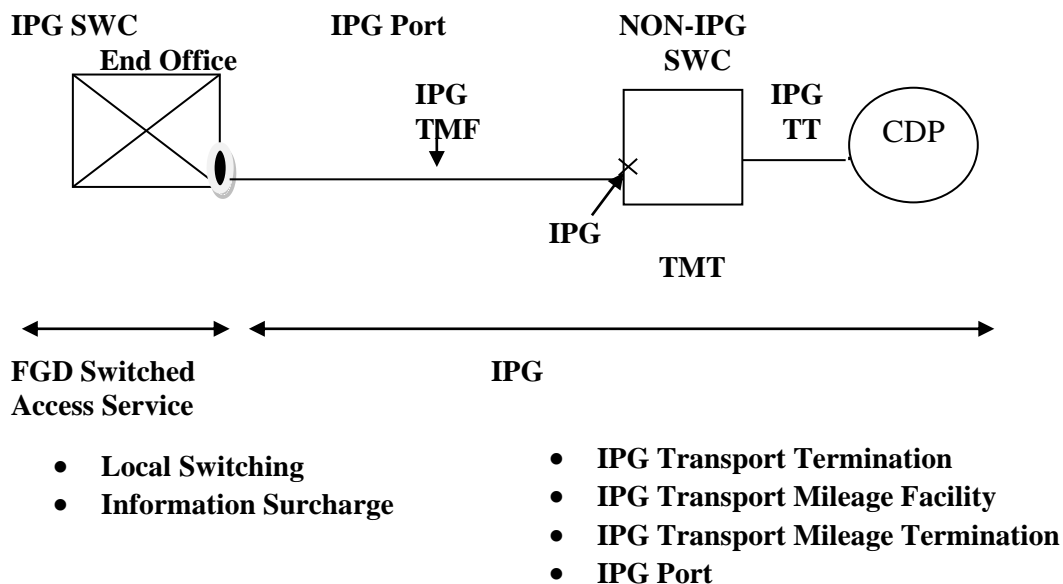 IPG SWC
End Office
IPG Port
NON-IPG
SWC
IPG
TMF
IPG
TT
CDP
IPG
TMT
FGD Switched
Access Service
IPG
• Local Switching
• Information Surcharge
• IPG Transport Termination
• IPG Transport Mileage Facility
• IPG Transport Mileage Termination
• IPG Port